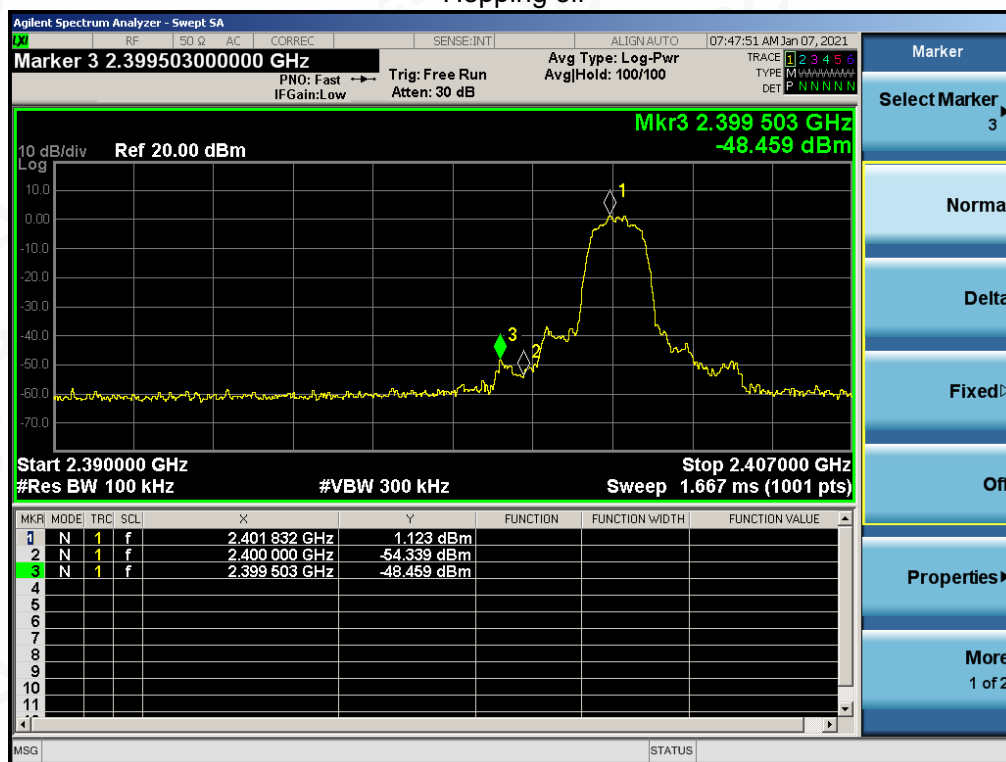 Hopping off
Agilent Spectrum Analyzer - Swept SA
LXI RF 50 Ω AC CORREC SENSE:INT ALIGN AUTO 07:47:51 AM Jan 07, 2021
Marker 3 2.399503000000 GHz
PNO: Fast
IFGain:Low
Trig: Free Run
Atten: 30 dB
Avg Type: Log-Pwr
Avg|Hold: 100/100
TRACE 1 2 3 4 5 6
TYPE M WWWWW
DET P N N N N N
Mkr3 2.399 503 GHz
-48.459 dBm
10 dB/div Ref 20.00 dBm
Log
10.0
0.00
-10.0
-20.0
-30.0
-40.0
-50.0
-60.0
-70.0
1
2
3
Start 2.390000 GHz Stop 2.407000 GHz
#Res BW 100 kHz #VBW 300 kHz Sweep 1.667 ms (1001 pts)
MKR MODE TRC SCL X Y FUNCTION FUNCTION WIDTH FUNCTION VALUE
1 N 1 f 2.401 832 GHz 1.123 dBm
2 N 1 f 2.400 000 GHz -54.339 dBm
3 N 1 f 2.399 503 GHz -48.459 dBm
4
5
6
7
8
9
10
11
MSG STATUS
Marker
Select Marker
3
Norma
Delta
Fixed
Off
Properties
More
1 of 2